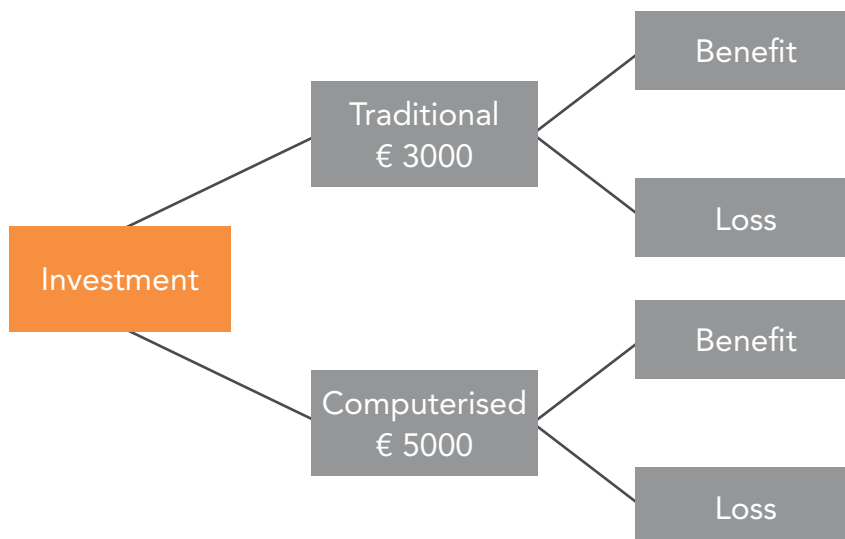 Investment
Traditional
€ 3000
Benefit
Loss
Computerised
€ 5000
Benefit
Loss